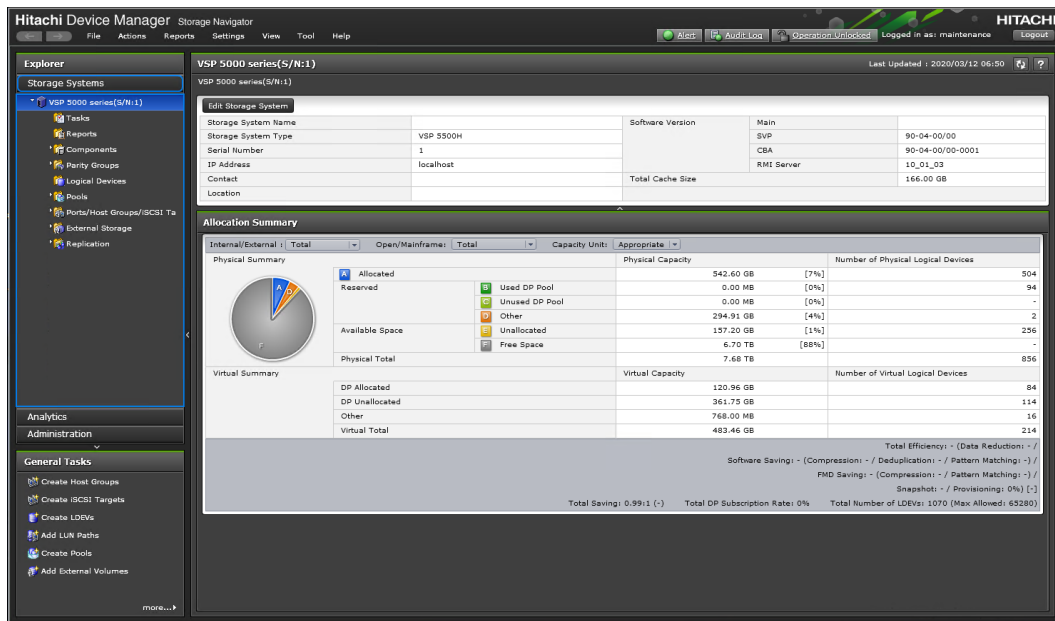 Hitachi Device Manager Storage Navigator
HITACHI
File Actions Reports Settings View Tool Help
Alert Audit Log Operation Unlocked Logged in as: maintenance Logout
Explorer
Storage Systems
VSP 5000 series(S/N:1)
Tasks
Reports
Components
Parity Groups
Logical Devices
Pools
Ports/Host Groups/iSCSI Ta
External Storage
Replication
Analytics
Administration
General Tasks
Create Host Groups
Create iSCSI Targets
Create LDEVs
Add LUN Paths
Create Pools
Add External Volumes
more...
VSP 5000 series(S/N:1) Last Updated : 2020/03/12 06:50 ?
VSP 5000 series(S/N:1)
Edit Storage System
Storage System Name Software Version Main
Storage System Type VSP 5500H SVP 90-04-00/00
Serial Number 1 CBA 90-04-00/00-0001
IP Address localhost RMI Server 10_01_03
Contact Total Cache Size 166.00 GB
Location
Allocation Summary
Internal/External : Total Open/Mainframe: Total Capacity Unit: Appropriate
Physical Summary Physical Capacity Number of Physical Logical Devices
A Allocated 542.60 GB [7%] 504
Reserved B Used DP Pool 0.00 MB [0%] 94
C Unused DP Pool 0.00 MB [0%] -
D Other 294.91 GB [4%] 2
Available Space E Unallocated 157.20 GB [1%] 256
F Free Space 6.70 TB [88%] -
Physical Total 7.68 TB 856
A
D
F
Virtual Summary Virtual Capacity Number of Virtual Logical Devices
DP Allocated 120.96 GB 84
DP Unallocated 361.75 GB 114
Other 768.00 MB 16
Virtual Total 483.46 GB 214
Total Efficiency: - (Data Reduction: - /
Software Saving: - (Compression: - / Deduplication: - / Pattern Matching: -) /
FMD Saving: - (Compression: - / Pattern Matching: -) /
Snapshot: - / Provisioning: 0%) [-]
Total Saving: 0.99:1 (-) Total DP Subscription Rate: 0% Total Number of LDEVs: 1070 (Max Allowed: 65280)